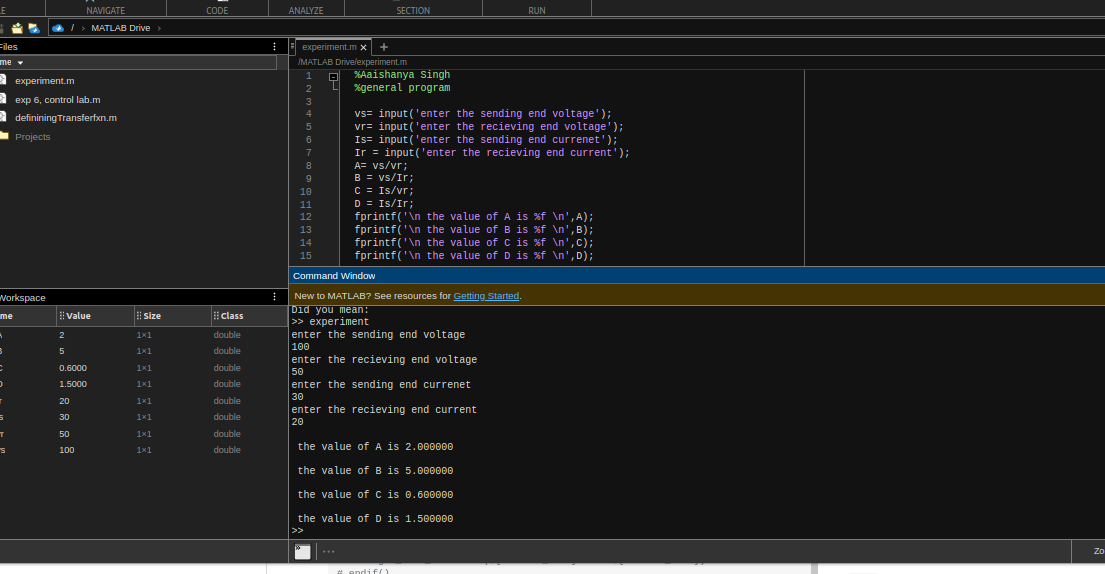 NAVIGATE
CODE
ANALYZE
SECTION
RUN
/ › MATLAB Drive ›
Files
experiment.m
exp 6, control lab.m
defininingTransferfxn.m
Projects
experiment.m × +
/MATLAB Drive/experiment.m
1 %Aaishanya Singh
2 %general program
3
4 vs= input('enter the sending end voltage');
5 vr= input('enter the recieving end voltage');
6 Is= input('enter the sending end currenet');
7 Ir = input('enter the recieving end current');
8 A= vs/vr;
9 B = vs/Ir;
10 C = Is/vr;
11 D = Is/Ir;
12 fprintf('\n the value of A is %f \n',A);
13 fprintf('\n the value of B is %f \n',B);
14 fprintf('\n the value of C is %f \n',C);
15 fprintf('\n the value of D is %f \n',D);
Workspace
Value Size Class
2 1×1 double
5 1×1 double
0.6000 1×1 double
1.5000 1×1 double
20 1×1 double
30 1×1 double
50 1×1 double
100 1×1 double
Command Window
New to MATLAB? See resources for Getting Started.
Did you mean:
>> experiment
enter the sending end voltage
100
enter the recieving end voltage
50
enter the sending end currenet
30
enter the recieving end current
20
the value of A is 2.000000
the value of B is 5.000000
the value of C is 0.600000
the value of D is 1.500000
>>
Zo
# endif()